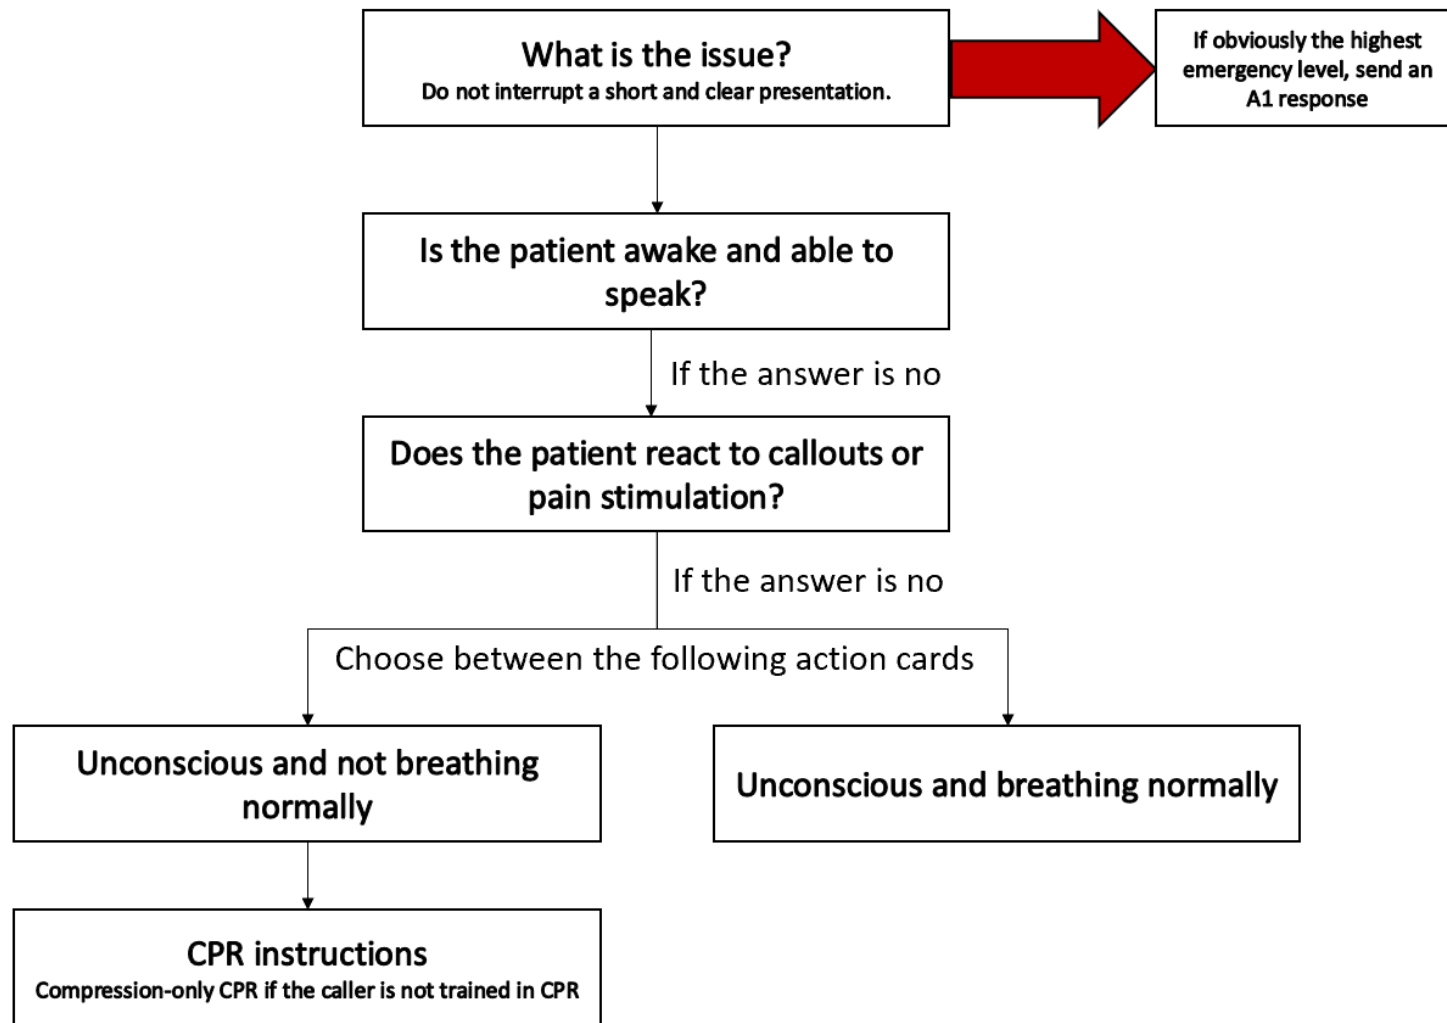 What is the issue?
Do not interrupt a short and clear presentation.
If obviously the highest
emergency level, send an
A1 response
Is the patient awake and able to
speak?
If the answer is no
Does the patient react to callouts or
pain stimulation?
If the answer is no
Choose between the following action cards
Unconscious and not breathing
normally
Unconscious and breathing normally
CPR instructions
Compression-only CPR if the caller is not trained in CPR